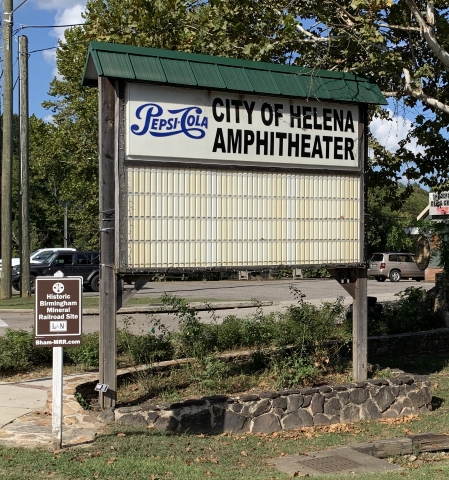 PEPSI-COLA
CITY OF HELENA
AMPHITHEATER
Historic
Birmingham
Mineral
Railroad Site
L&N
Bham-MRR.com